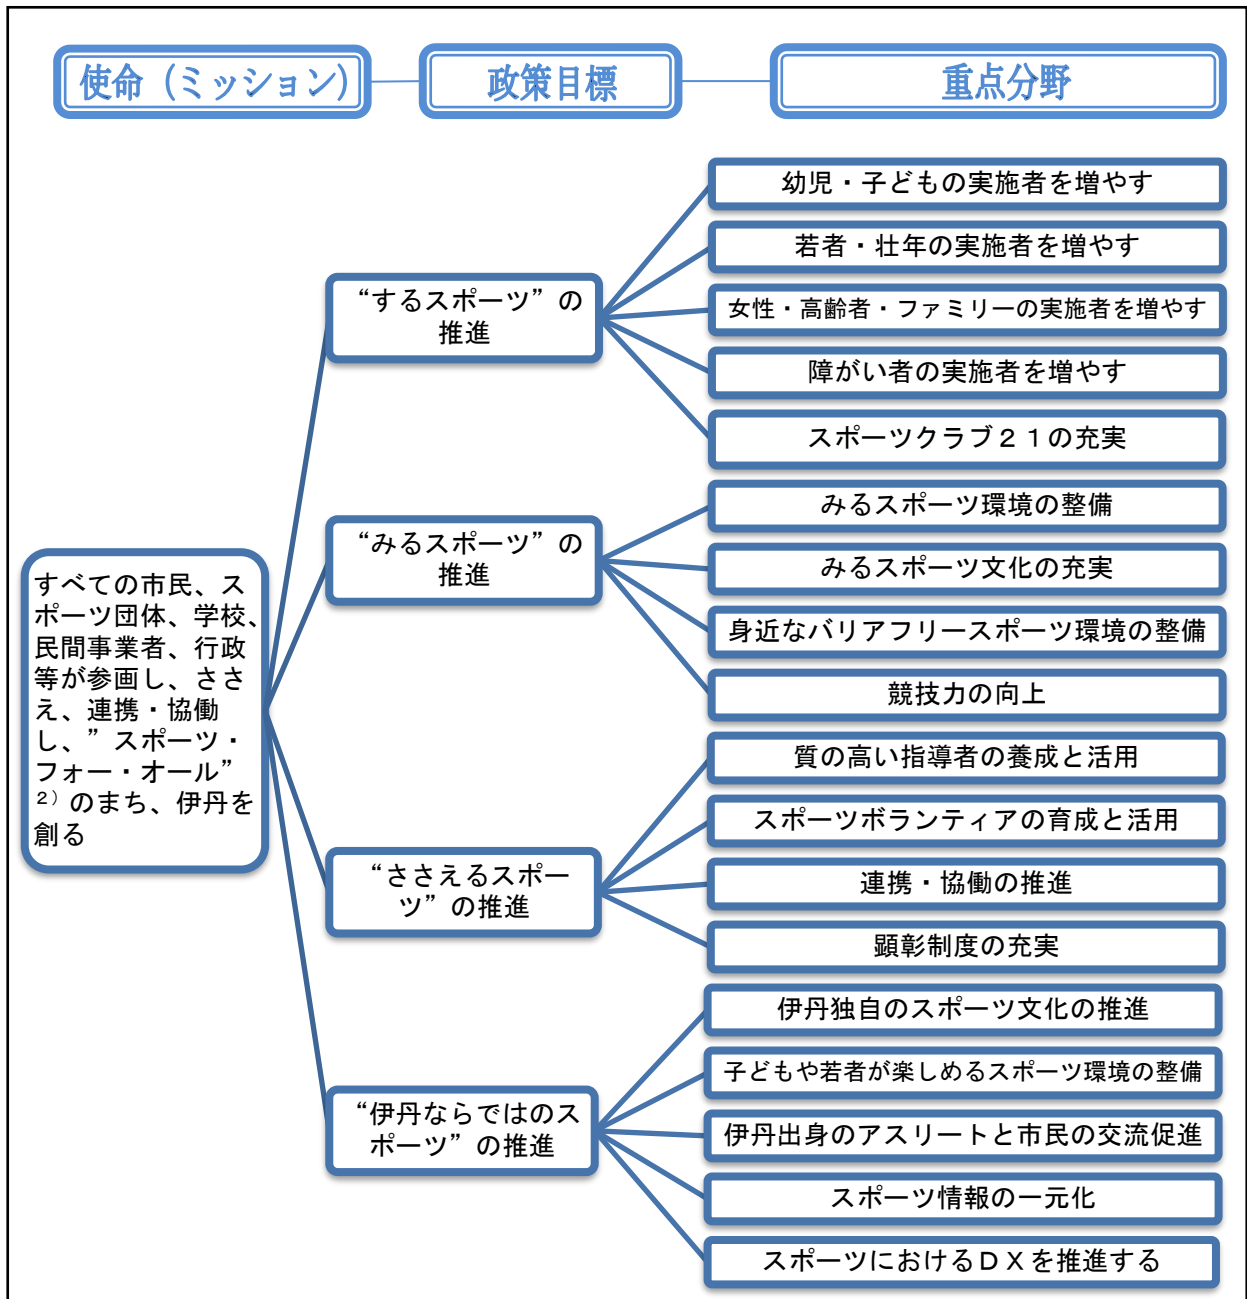 使命（ミッション）
政策目標
重点分野
すべての市民、ス
ポーツ団体、学校、
民間事業者、行政
等が参画し、ささ
え、連携・協働
し、”スポーツ・
フォー・オール”
²⁾のまち、伊丹を
創る
“するスポーツ”の
推進
幼児・子どもの実施者を増やす
若者・壮年の実施者を増やす
女性・高齢者・ファミリーの実施者を増やす
障がい者の実施者を増やす
スポーツクラブ２１の充実
“みるスポーツ”の
推進
みるスポーツ環境の整備
みるスポーツ文化の充実
身近なバリアフリースポーツ環境の整備
競技力の向上
“ささえるスポー
ツ”の推進
質の高い指導者の養成と活用
スポーツボランティアの育成と活用
連携・協働の推進
顕彰制度の充実
“伊丹ならではのス
ポーツ”の推進
伊丹独自のスポーツ文化の推進
子どもや若者が楽しめるスポーツ環境の整備
伊丹出身のアスリートと市民の交流促進
スポーツ情報の一元化
スポーツにおけるＤＸを推進する